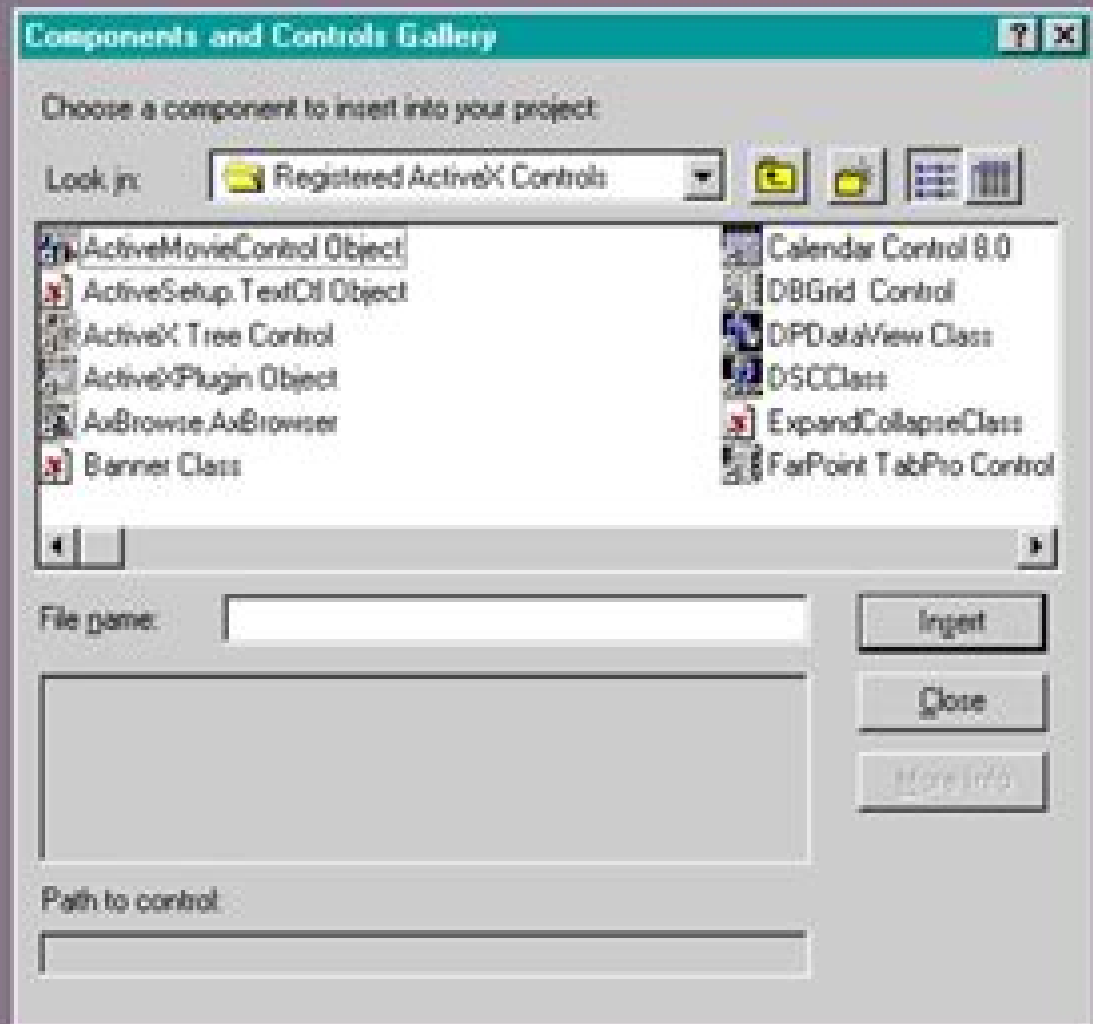 Components and Controls Gallery
Choose a component to insert into your project:
Look in: Registered ActiveX Controls
ActiveMovieControl Object
ActiveSetup.TextCtl Object
ActiveX Tree Control
ActiveXPlugin Object
AxBrowse.AxBrowser
Banner Class
Calendar Control 8.0
DBGrid Control
DPDataView Class
DSCClass
ExpandCollapseClass
FarPoint TabPro Control
File name:
Insert
Close
More Info
Path to control: